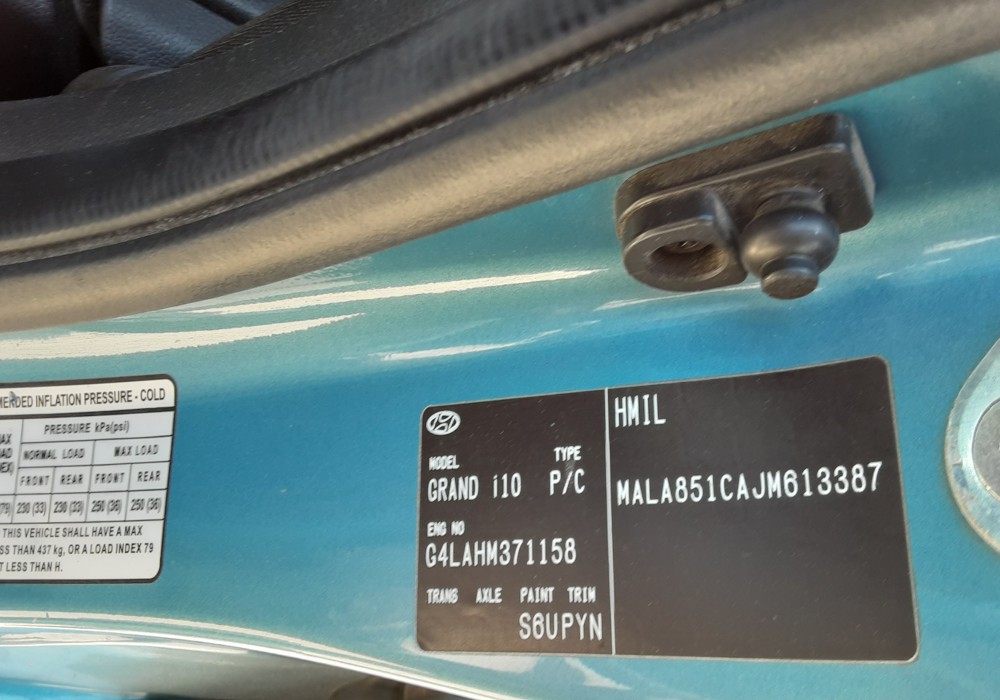 MENDED INFLATION PRESSURE - COLD
PRESSURE kPa(psi)
NORMAL LOAD MAX LOAD
FRONT REAR FRONT REAR
230 (33) 230 (33) 250 (36) 250 (36)
THIS VEHICLE SHALL HAVE A MAX
SS THAN 437 kg, OR A LOAD INDEX 79
T LESS THAN H.
MODEL TYPE
GRAND i10 P/C
ENG NO
G4LAHM371158
TRANS AXLE PAINT TRIM
S6UPYN
HMIL
MALA851CAJM613387